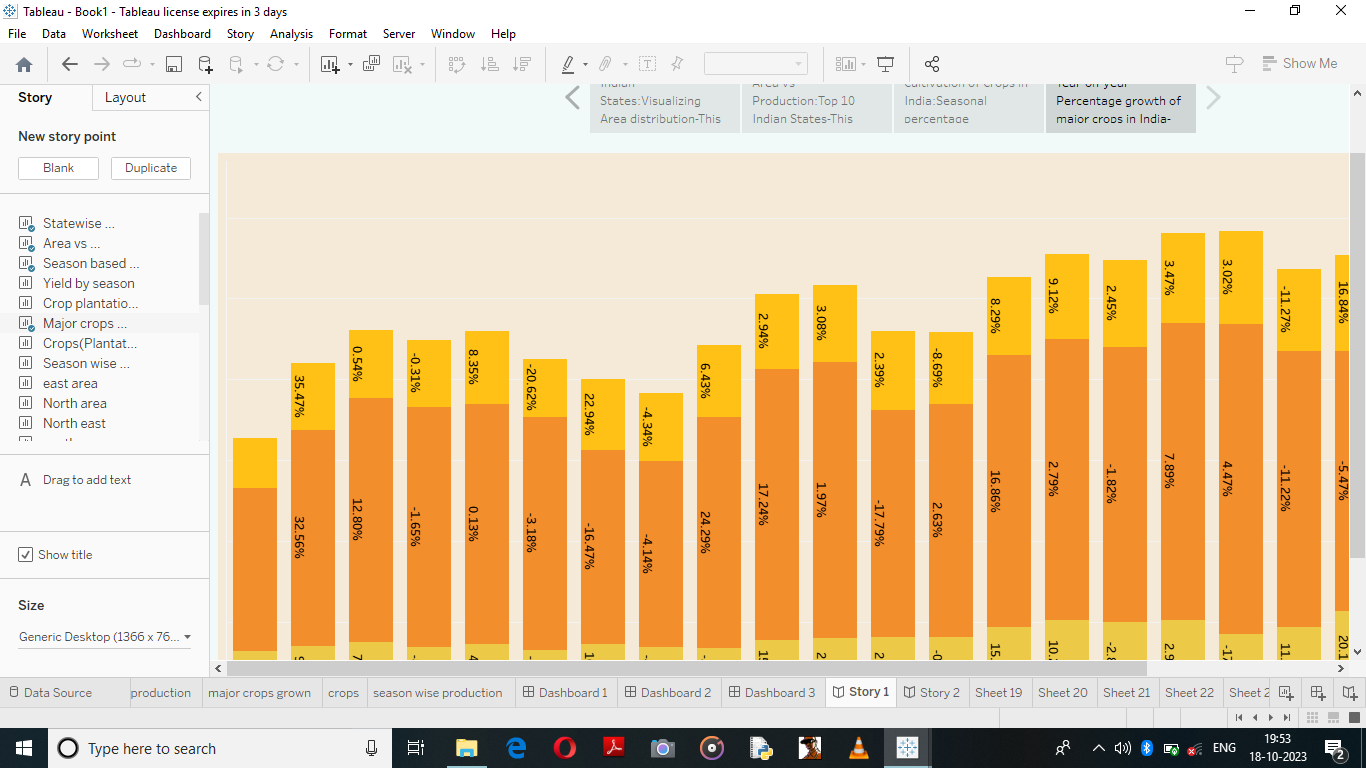 Tableau - Book1 - Tableau license expires in 3 days
File Data Worksheet Dashboard Story Analysis Format Server Window Help
Show Me
Story Layout
New story point
Blank Duplicate
Statewise ...
Area vs ...
Season based ...
Yield by season
Crop plantatio...
Major crops ...
Crops(Plantat...
Season wise ...
east area
North area
North east
A Drag to add text
Show title
Size
Generic Desktop (1366 x 76...
Indian
States:Visualizing
Area distribution-This
Area vs
Production:Top 10
Indian States-This
Cultivation of crops in
India:Seasonal
percentage
Year on year
Percentage growth of
major crops in India-
35.47% 0.54% -0.31% 8.35% -20.62% 22.94% -4.34% 6.43% 2.94% 3.08% 2.39% -8.69% 8.29% 9.12% 2.45% 3.47% 3.02% -11.27% 16.84%
32.56% 12.80% -1.65% 0.13% -3.18% -16.47% -4.14% 24.29% 17.24% 1.97% -17.79% 2.63% 16.86% 2.79% -1.82% 7.89% 4.47% -11.22% -5.47%
Data Source production major crops grown crops season wise production Dashboard 1 Dashboard 2 Dashboard 3 Story 1 Story 2 Sheet 19 Sheet 20 Sheet 21 Sheet 22 Sheet 2
Type here to search
ENG
19:53
18-10-2023
2